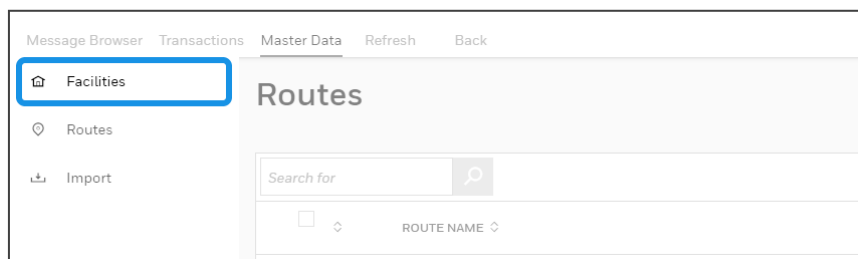 Message Browser Transactions Master Data Refresh Back
Facilities
Routes
Routes
Import
Search for
ROUTE NAME